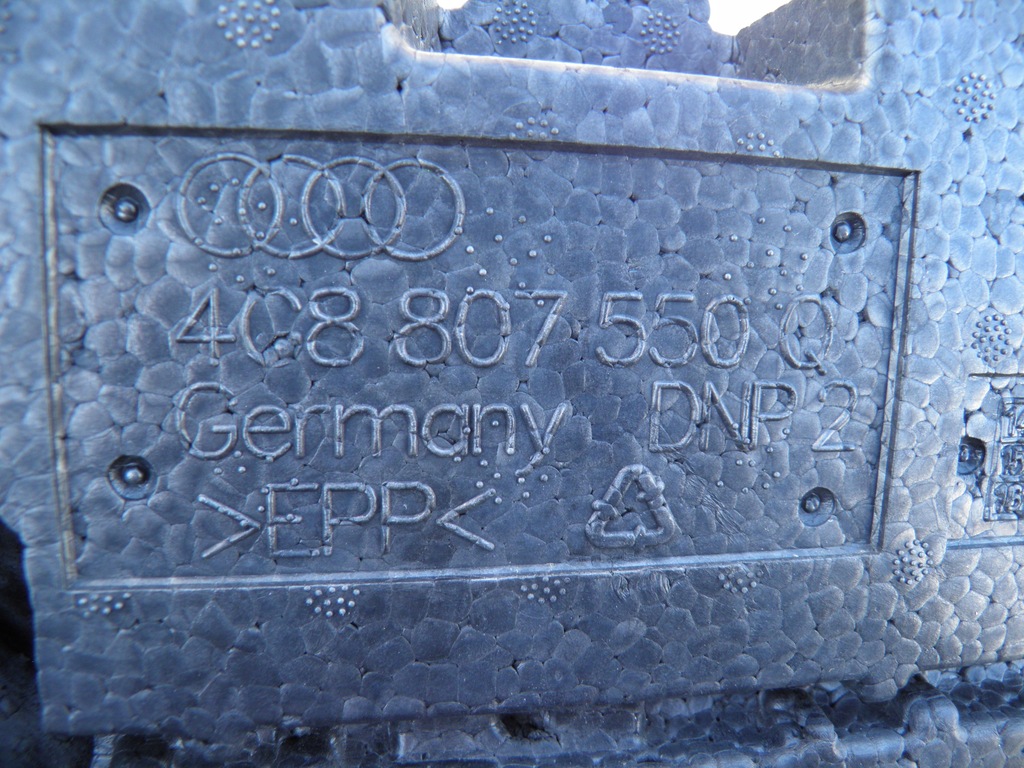 4G8 807 550 Q
Germany DNP 2
>EPP<